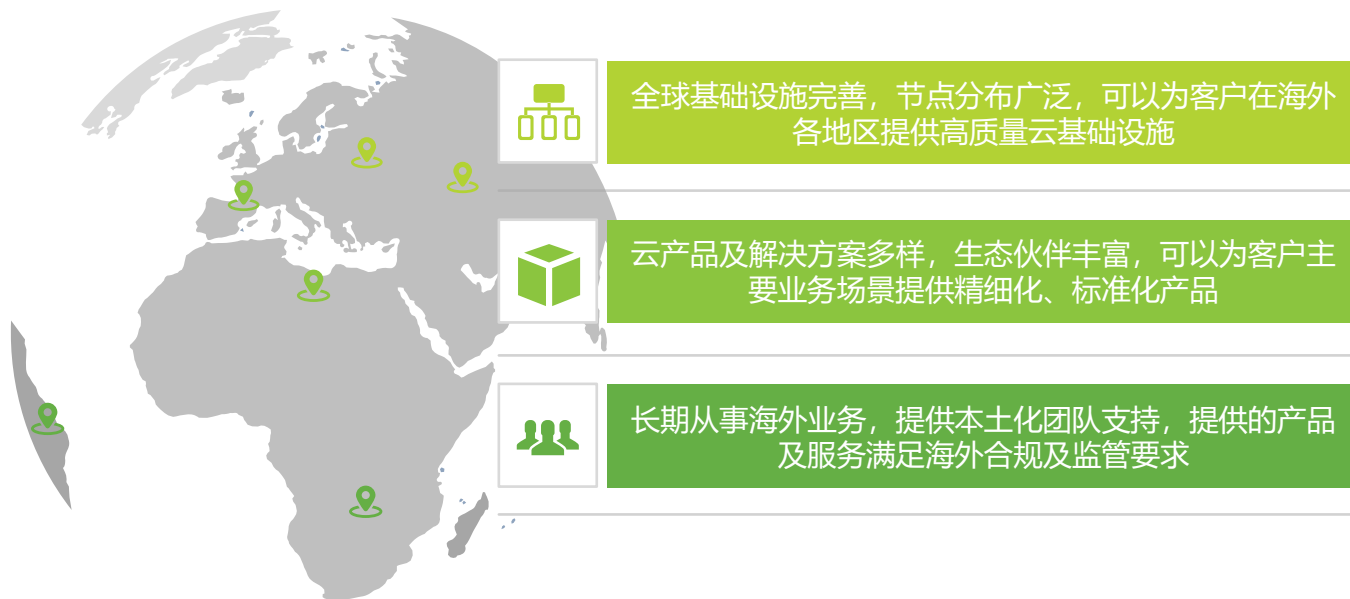 全球基础设施完善，节点分布广泛，可以为客户在海外
各地区提供高质量云基础设施
云产品及解决方案多样，生态伙伴丰富，可以为客户主
要业务场景提供精细化、标准化产品
长期从事海外业务，提供本土化团队支持，提供的产品
及服务满足海外合规及监管要求